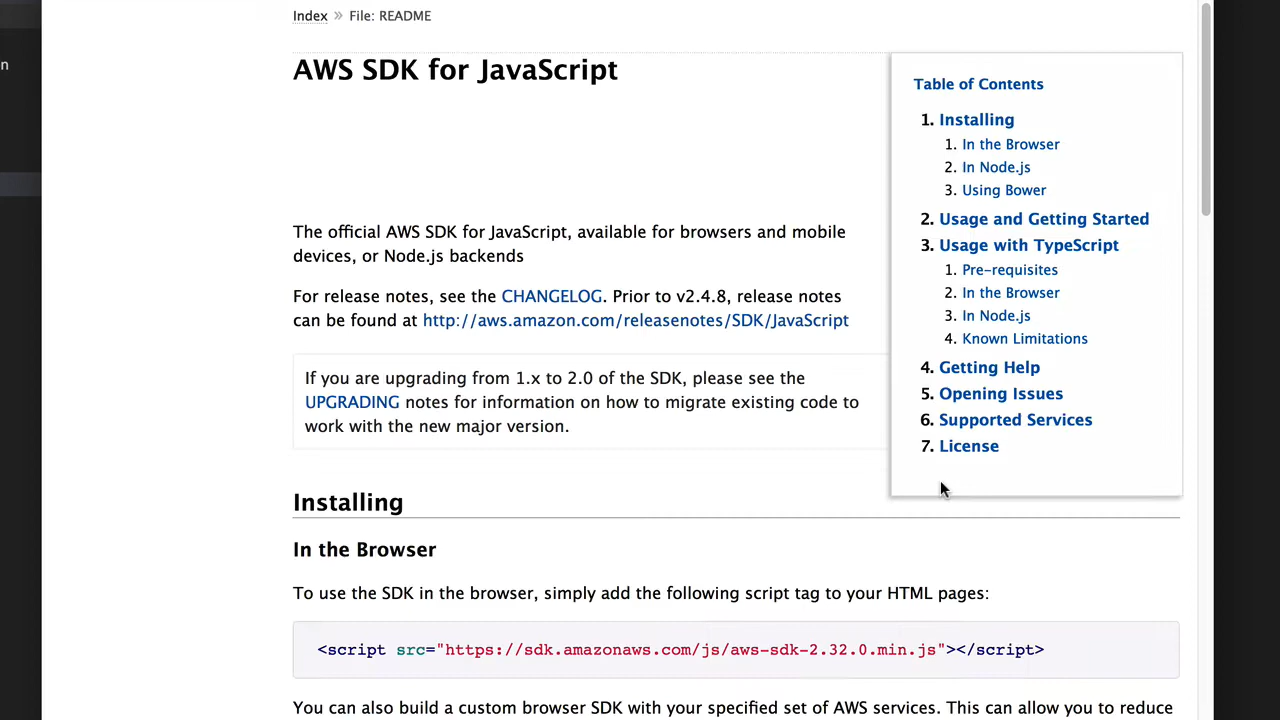 Index » File: README
n
AWS SDK for JavaScript
Table of Contents
1. Installing
1. In the Browser
2. In Node.js
3. Using Bower
2. Usage and Getting Started
3. Usage with TypeScript
1. Pre-requisites
2. In the Browser
3. In Node.js
4. Known Limitations
4. Getting Help
5. Opening Issues
6. Supported Services
7. License
The official AWS SDK for JavaScript, available for browsers and mobile
devices, or Node.js backends
For release notes, see the CHANGELOG. Prior to v2.4.8, release notes
can be found at http://aws.amazon.com/releasenotes/SDK/JavaScript
If you are upgrading from 1.x to 2.0 of the SDK, please see the
UPGRADING notes for information on how to migrate existing code to
work with the new major version.
Installing
In the Browser
To use the SDK in the browser, simply add the following script tag to your HTML pages:
<script src="https://sdk.amazonaws.com/js/aws-sdk-2.32.0.min.js"></script>
You can also build a custom browser SDK with your specified set of AWS services. This can allow you to reduce